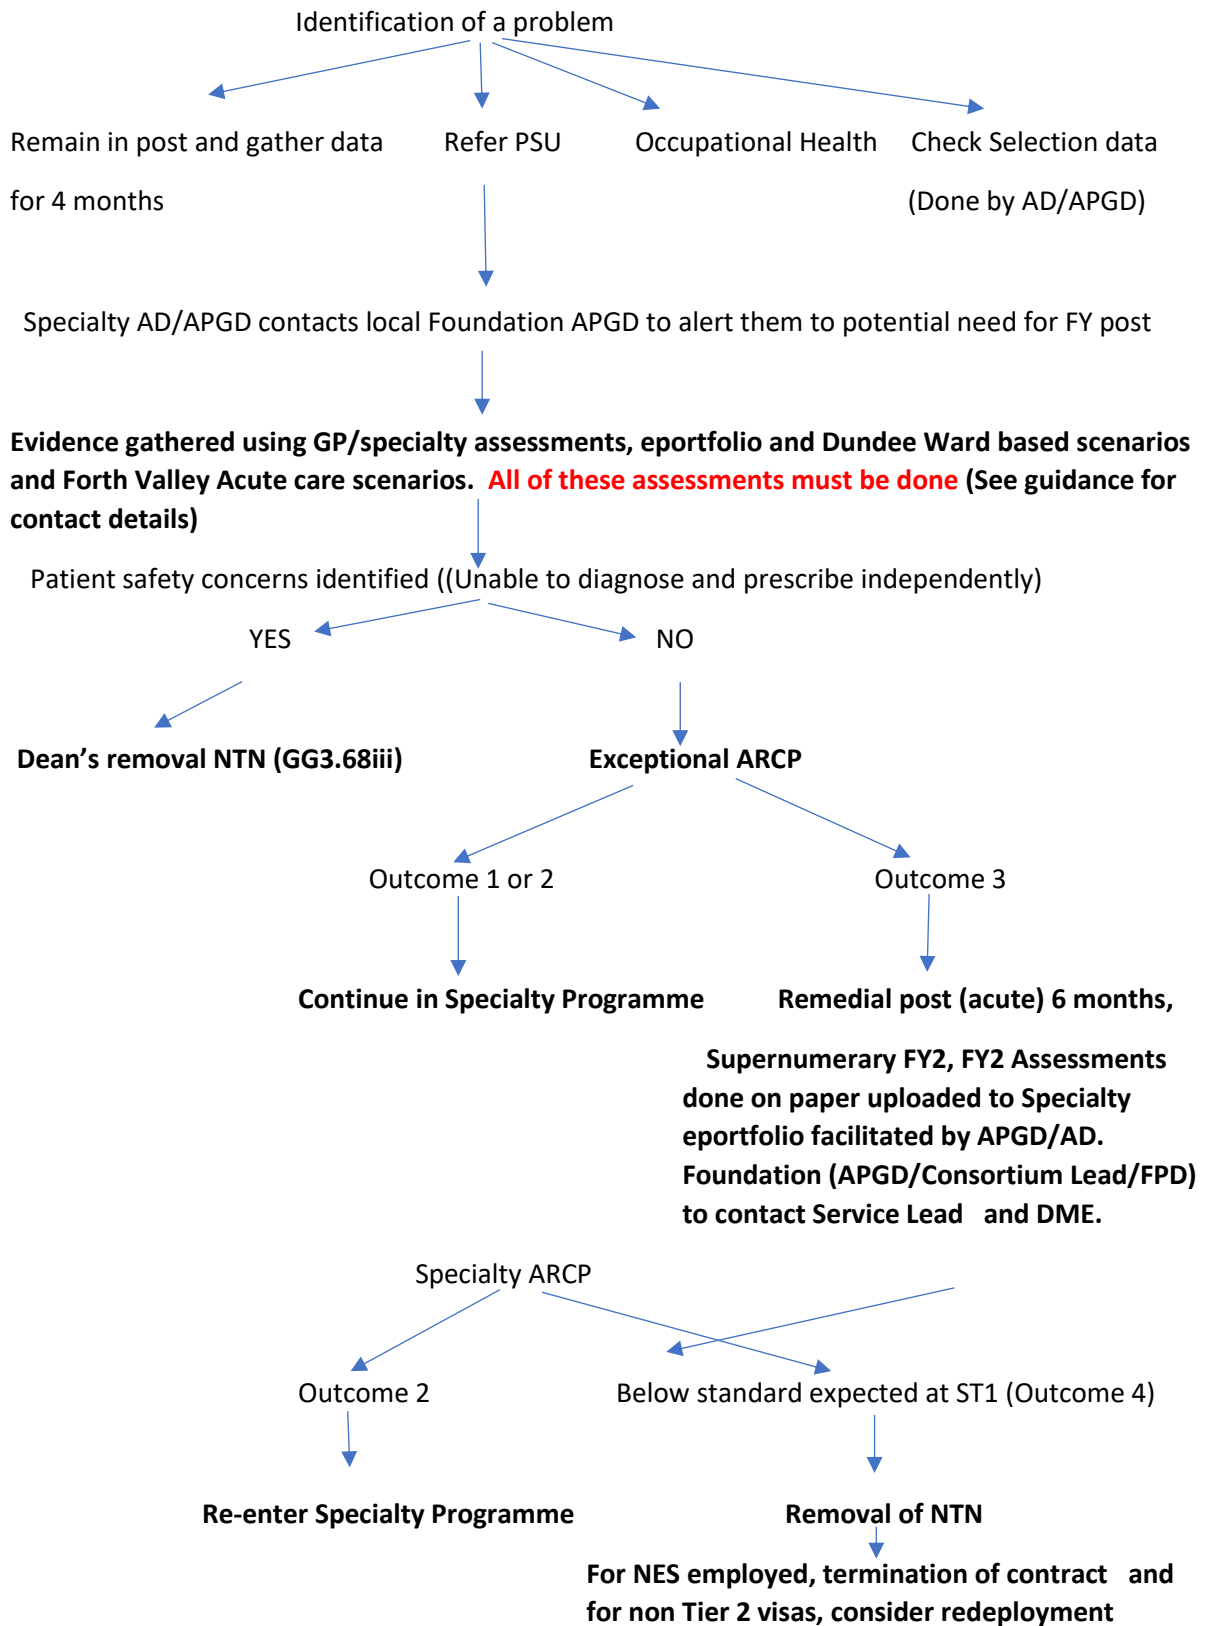 Identification of a problem
Remain in post and gather data
for 4 months
Refer PSU
Occupational Health
Check Selection data
(Done by AD/APGD)
Specialty AD/APGD contacts local Foundation APGD to alert them to potential need for FY post
Evidence gathered using GP/specialty assessments, eportfolio and Dundee Ward based scenarios
and Forth Valley Acute care scenarios. All of these assessments must be done (See guidance for
contact details)
Patient safety concerns identified ((Unable to diagnose and prescribe independently)
YES
NO
Dean's removal NTN (GG3.68iii)
Exceptional ARCP
Outcome 1 or 2
Outcome 3
Continue in Specialty Programme
Remedial post (acute) 6 months,
Supernumerary FY2, FY2 Assessments
done on paper uploaded to Specialty
eportfolio facilitated by APGD/AD.
Foundation (APGD/Consortium Lead/FPD)
to contact Service Lead and DME.
Specialty ARCP
Outcome 2
Below standard expected at ST1 (Outcome 4)
Re-enter Specialty Programme
Removal of NTN
For NES employed, termination of contract and
for non Tier 2 visas, consider redeployment